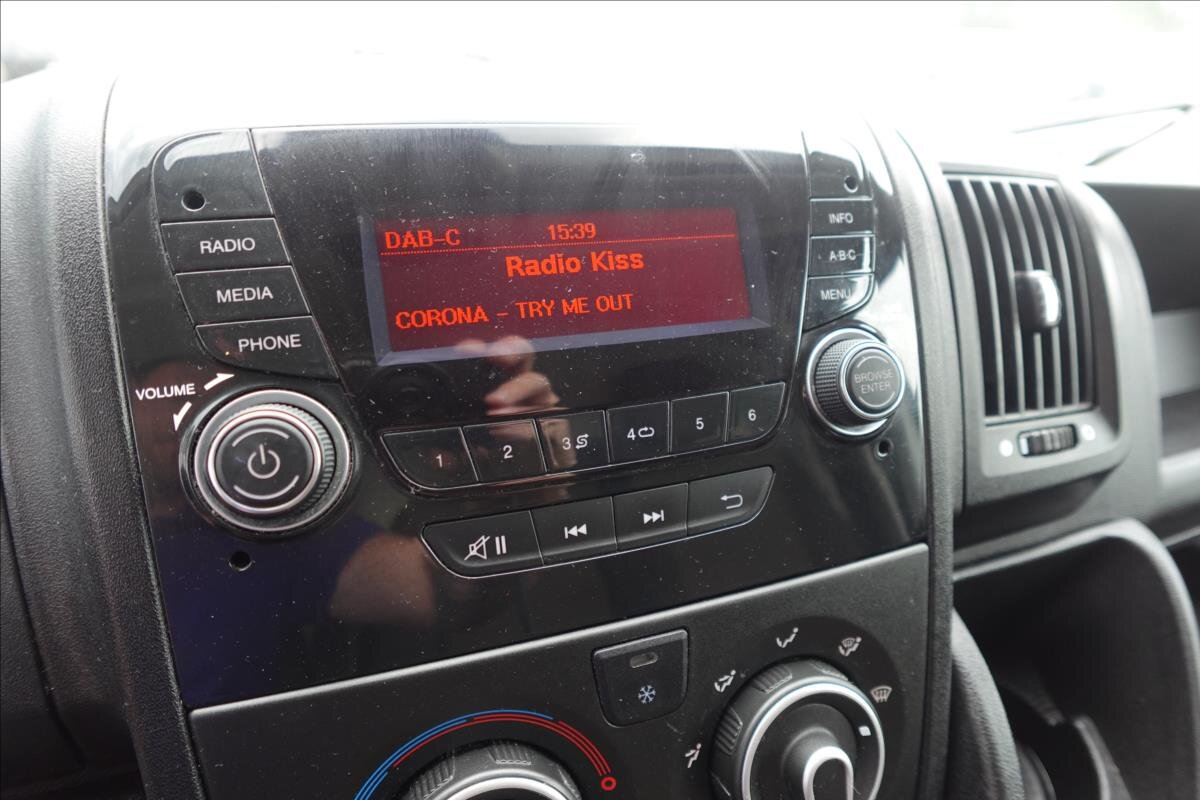 RADIO
MEDIA
PHONE
VOLUME
DAB-C 15:39
Radio Kiss
CORONA - TRY ME OUT
INFO
A·B·C
MENU
BROWSE
ENTER
1 2 3 4 5 6